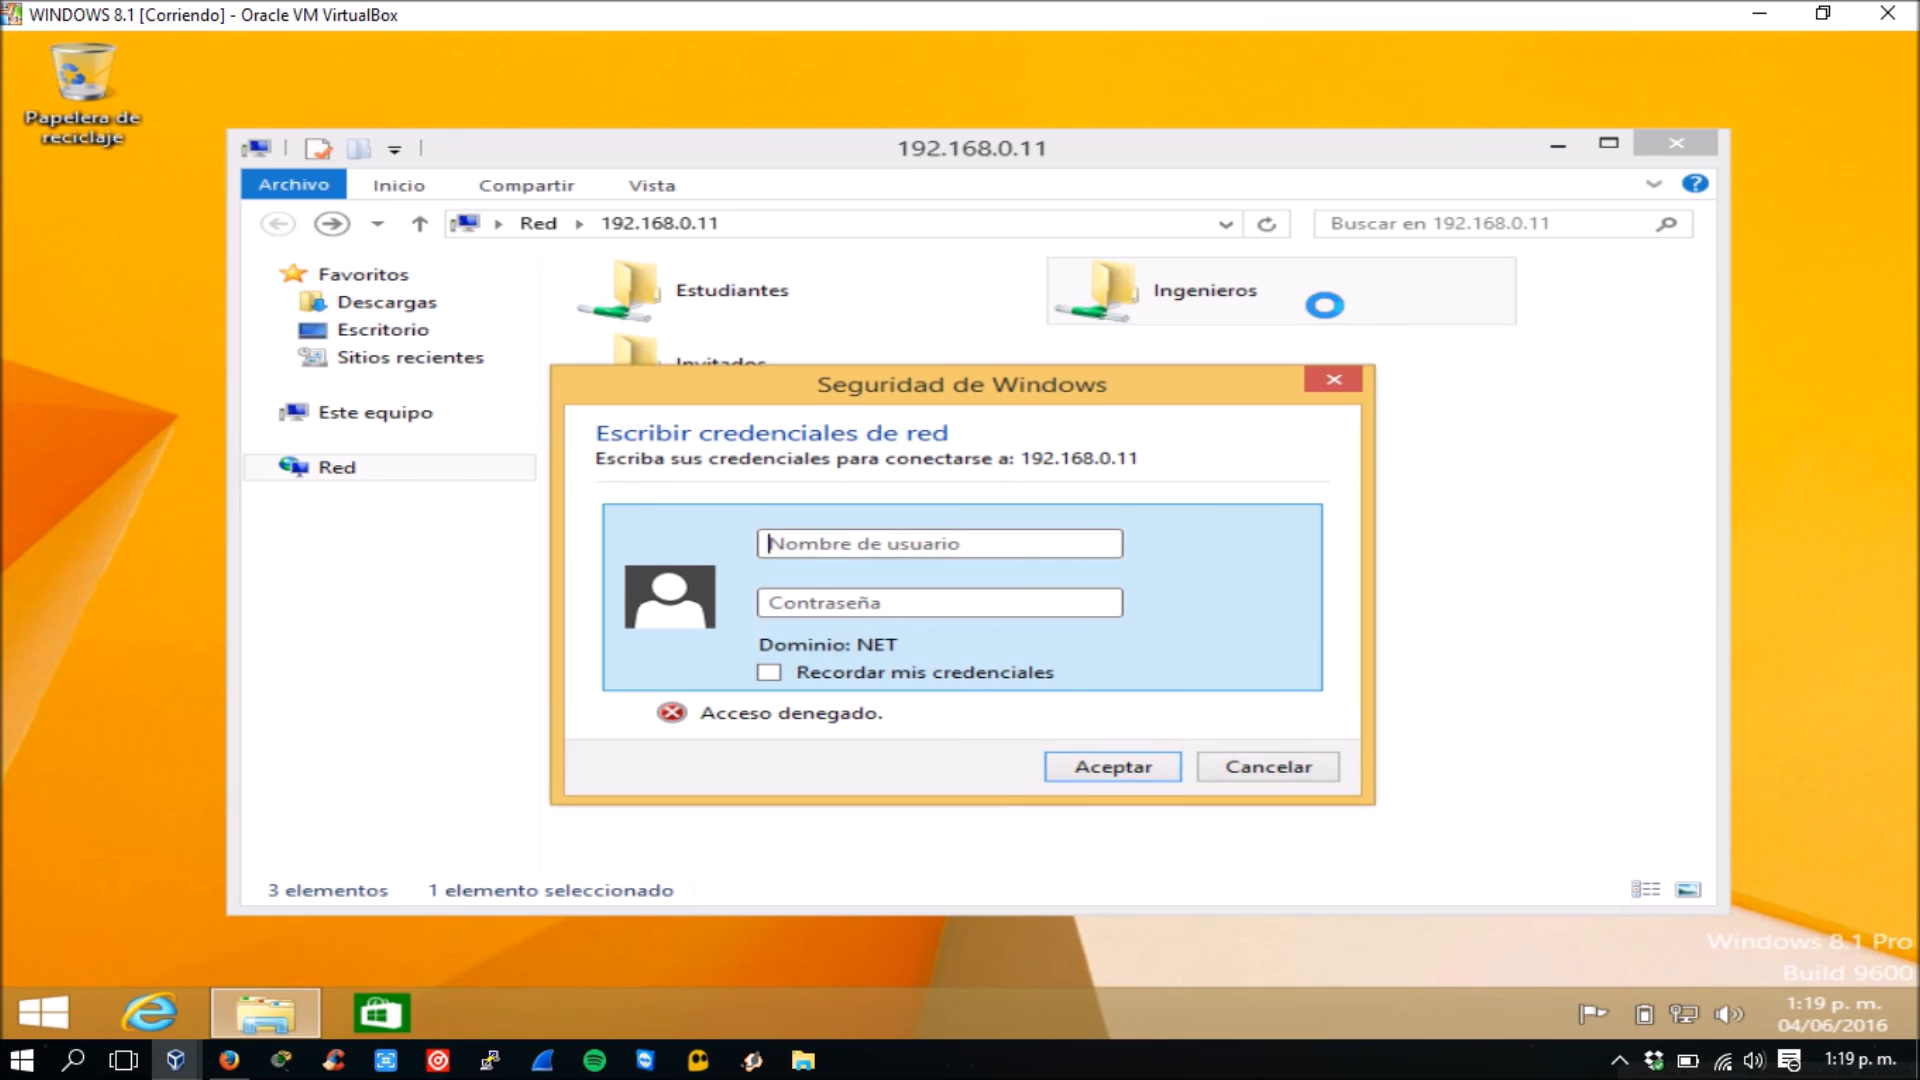 WINDOWS 8.1 [Corriendo] - Oracle VM VirtualBox
Papelera de
reciclaje
192.168.0.11
Archivo Inicio Compartir Vista
Red 192.168.0.11 Buscar en 192.168.0.11
Favoritos
Descargas
Escritorio
Sitios recientes
Este equipo
Red
Estudiantes Ingenieros
Invitados
Seguridad de Windows
Escribir credenciales de red
Escriba sus credenciales para conectarse a: 192.168.0.11
Nombre de usuario
Contraseña
Dominio: NET
Recordar mis credenciales
Acceso denegado.
Aceptar Cancelar
3 elementos 1 elemento seleccionado
Windows 8.1 Pro
Build 9600
1:19 p. m.
04/06/2016
1:19 p. m.